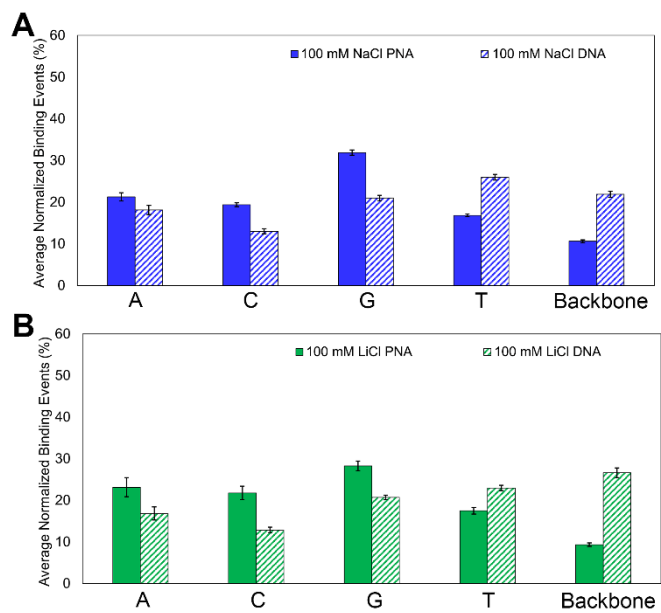 A
Average Normalized Binding Events (%)
60
50
40
30
20
10
0
100 mM NaCl PNA
100 mM NaCl DNA
A C G T Backbone
B
Average Normalized Binding Events (%)
60
50
40
30
20
10
0
100 mM LiCl PNA
100 mM LiCl DNA
A C G T Backbone